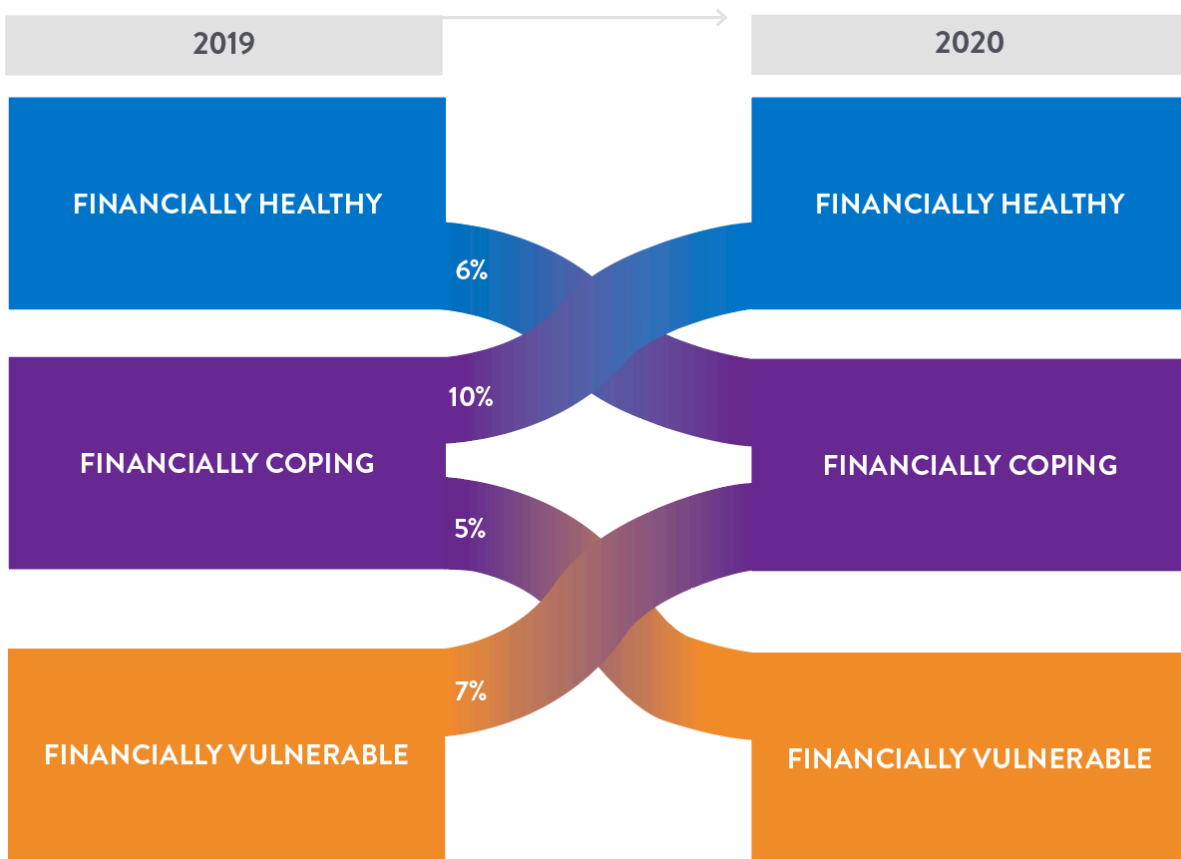 2019
2020
FINANCIALLY HEALTHY
FINANCIALLY HEALTHY
6%
10%
FINANCIALLY COPING
FINANCIALLY COPING
5%
7%
FINANCIALLY VULNERABLE
FINANCIALLY VULNERABLE